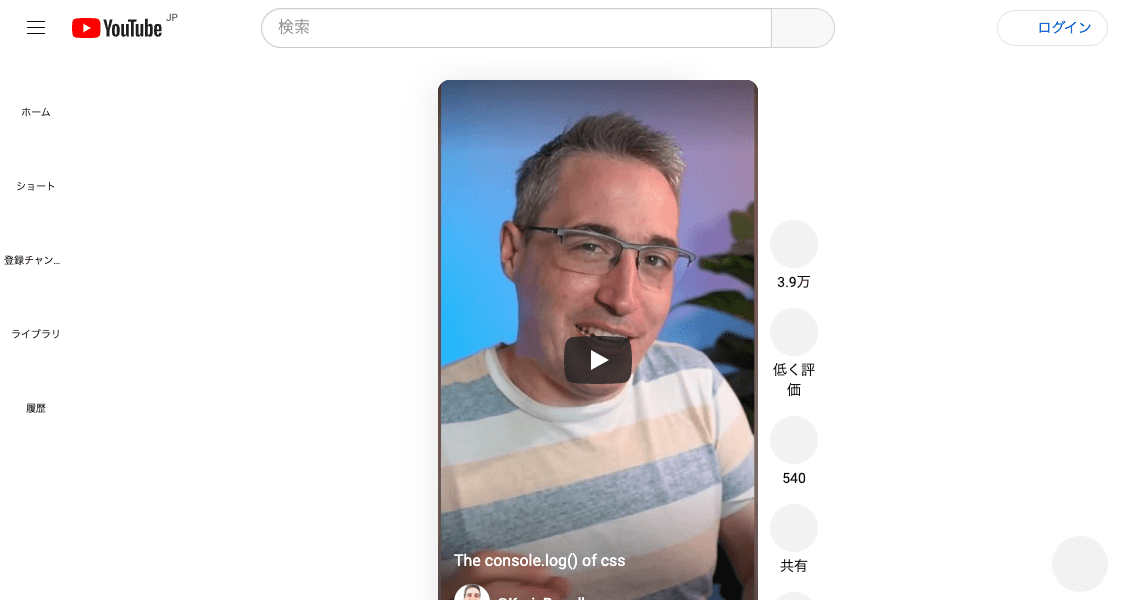 YouTube JP
検索
ログイン
ホーム
ショート
登録チャン...
ライブラリ
履歴
3.9万
低く評
価
540
共有
The console.log() of css